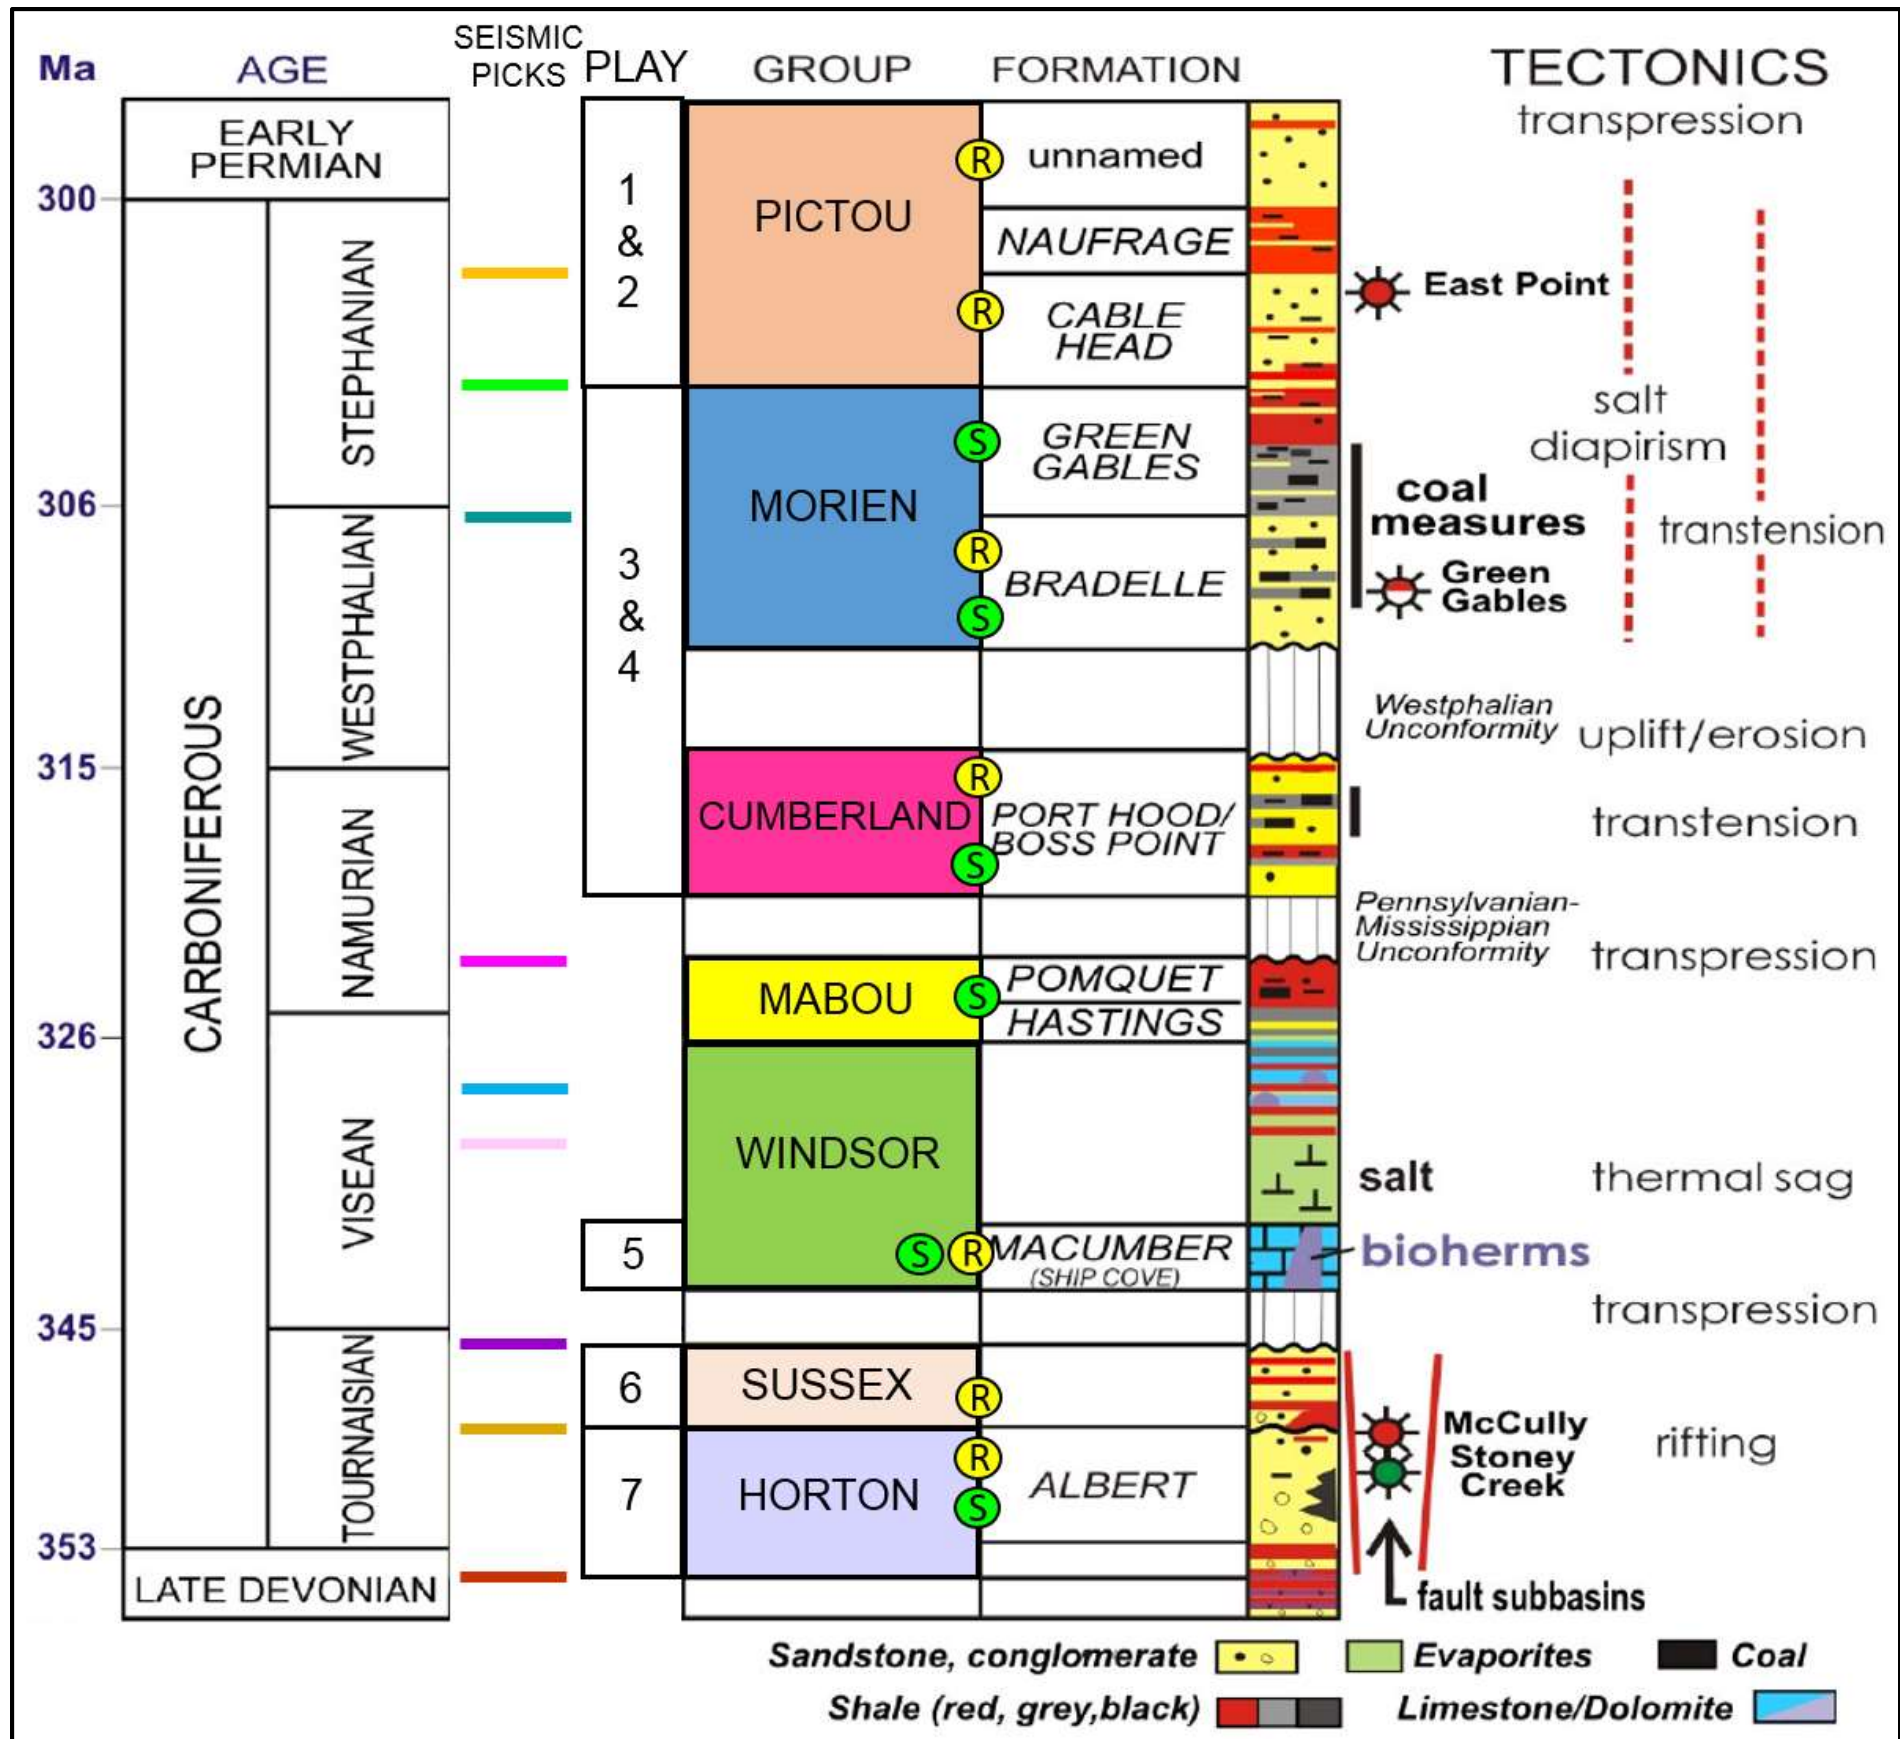 Ma
AGE
SEISMIC
PICKS
PLAY
GROUP
FORMATION
TECTONICS
EARLY
PERMIAN
300
306
315
326
345
353
CARBONIFEROUS
STEPHANIAN
WESTPHALIAN
NAMURIAN
VISEAN
TOURNAISIAN
LATE DEVONIAN
1
&
2
3
&
4
5
6
7
PICTOU
R
R
MORIEN
S
R
S
CUMBERLAND
R
S
MABOU
S
WINDSOR
S
R
SUSSEX
R
HORTON
R
S
unnamed
NAUFRAGE
CABLE
HEAD
GREEN
GABLES
BRADELLE
PORT HOOD/
BOSS POINT
POMQUET
HASTINGS
MACUMBER
(SHIP COVE)
ALBERT
East Point
coal
measures
Green
Gables
Westphalian
Unconformity
Pennsylvanian-
Mississippian
Unconformity
salt
bioherms
McCully
Stoney
Creek
fault subbasins
transpression
salt
diapirism
transtension
uplift/erosion
transtension
transpression
thermal sag
transpression
rifting
Sandstone, conglomerate
Evaporites
Coal
Shale (red, grey,black)
Limestone/Dolomite